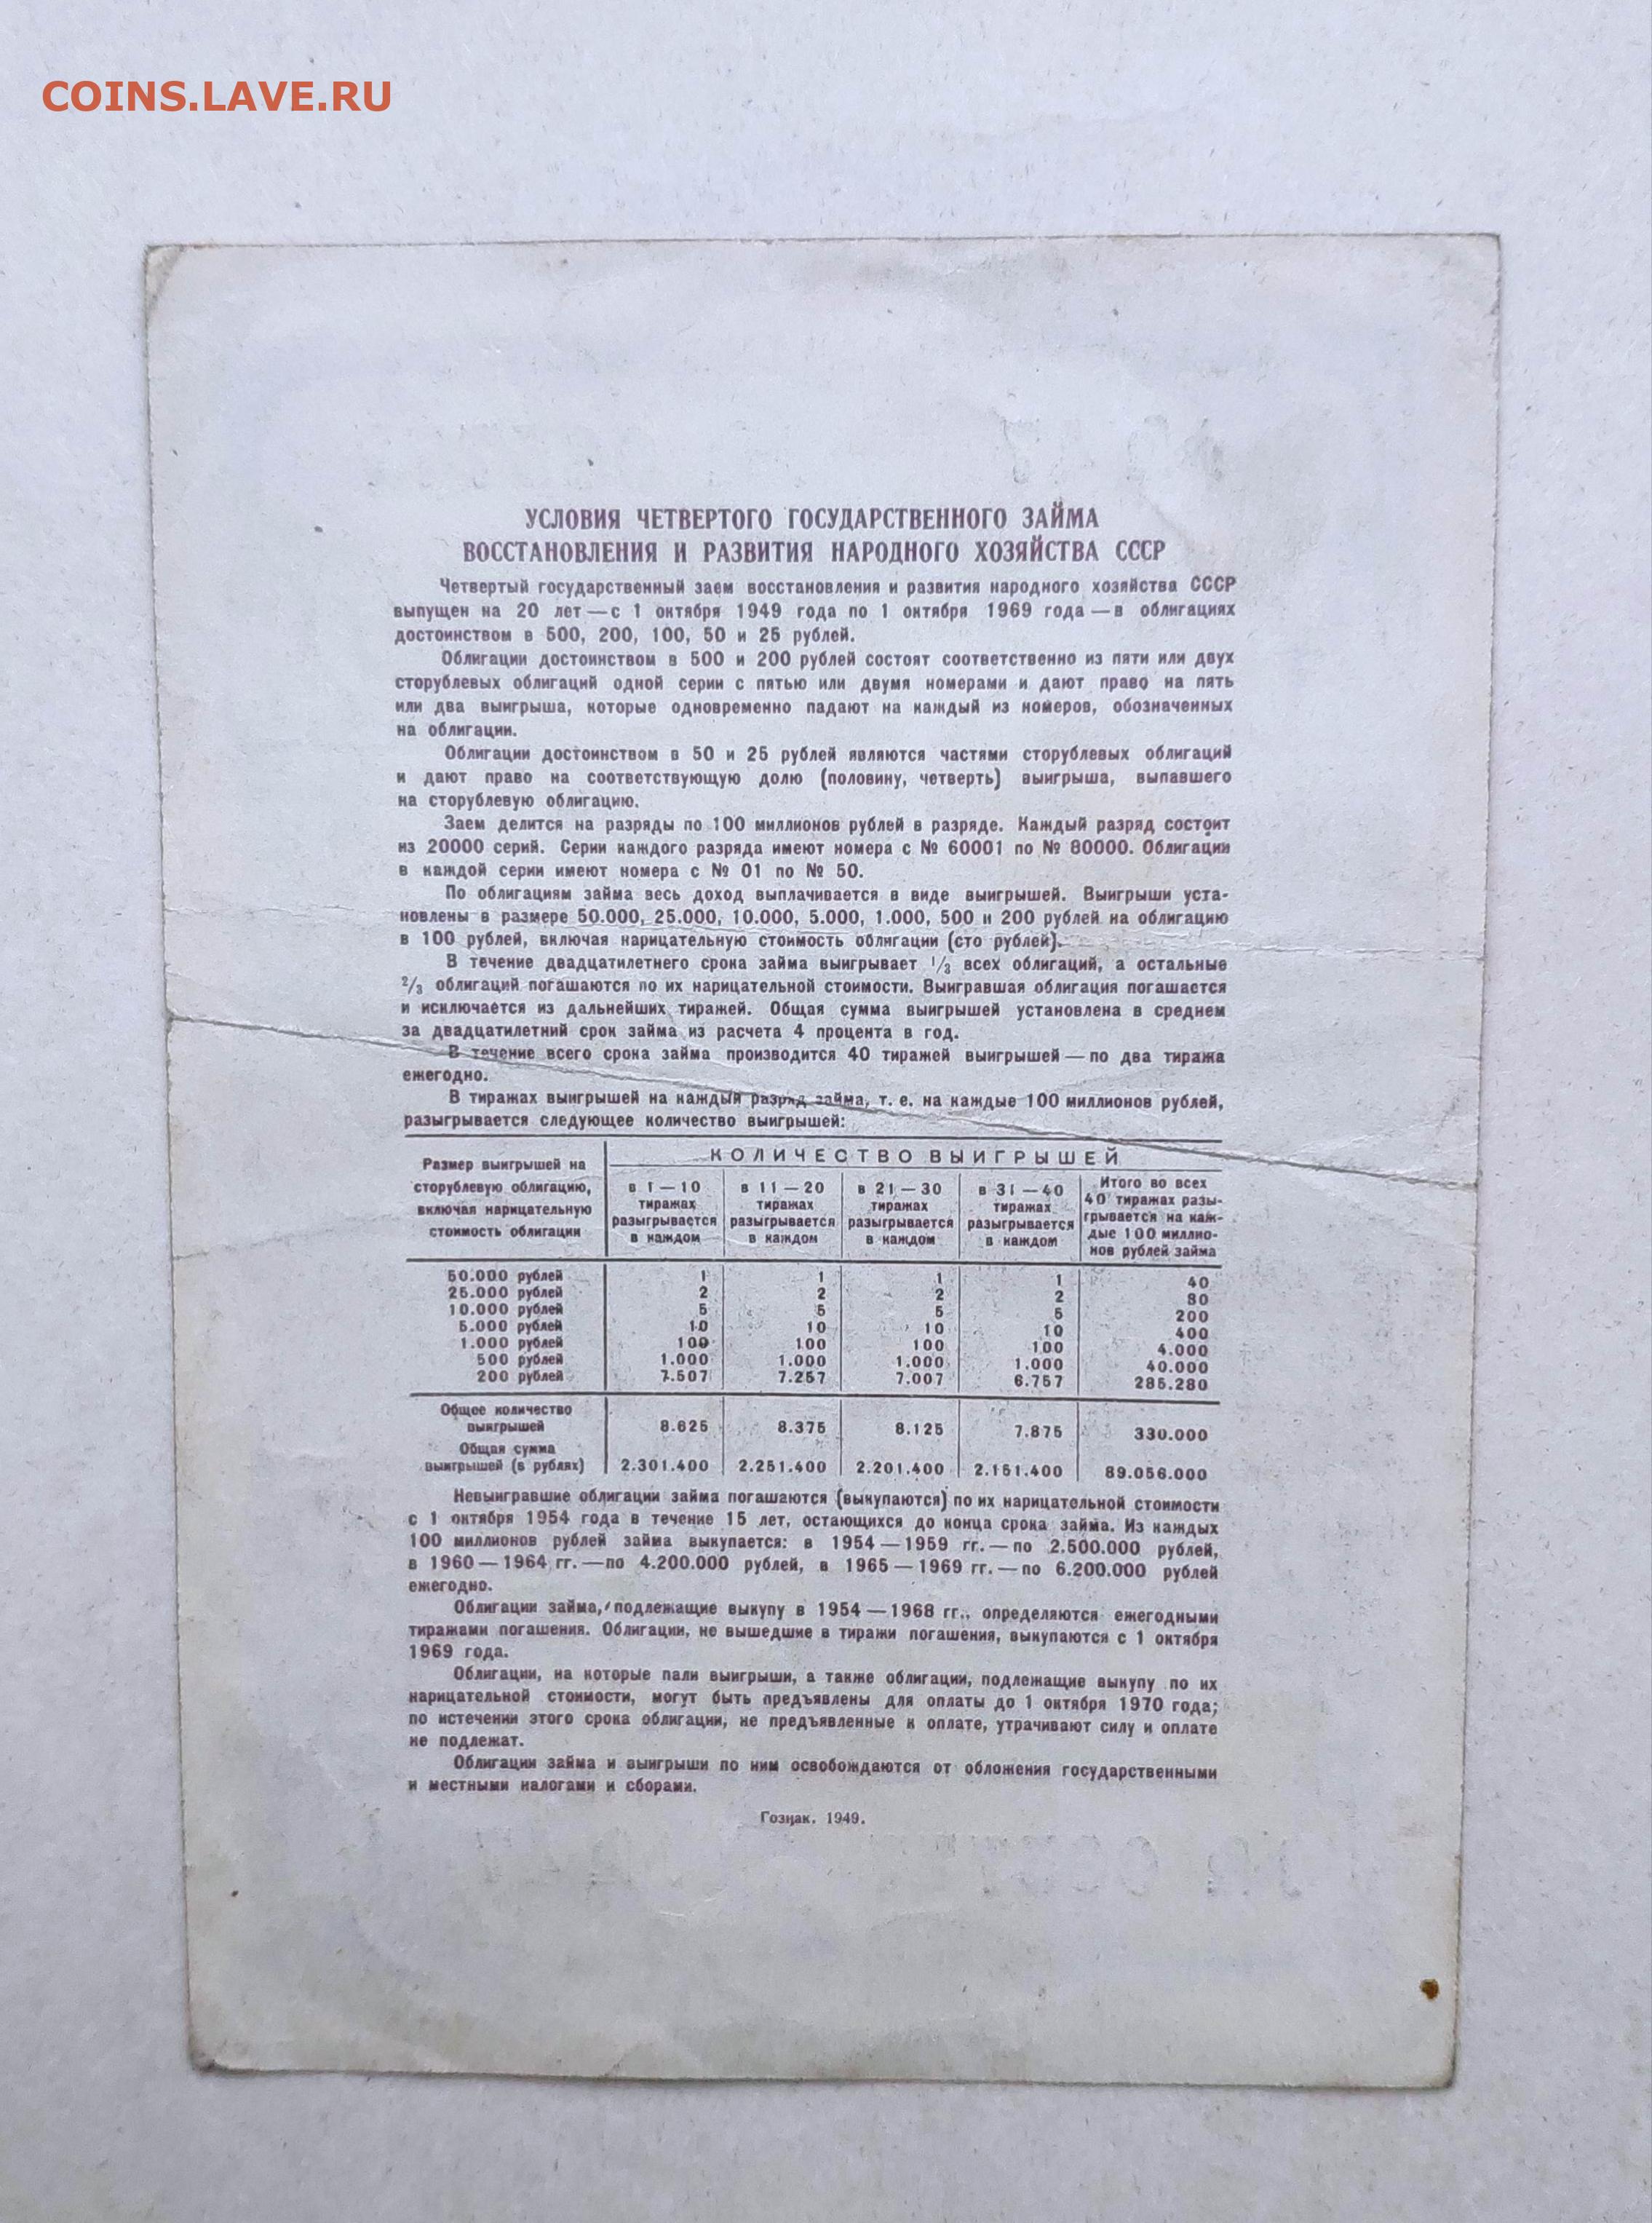 COINS.LAVE.RU
УСЛОВИЯ ЧЕТВЕРТОГО ГОСУДАРСТВЕННОГО ЗАЙМА
ВОССТАНОВЛЕНИЯ И РАЗВИТИЯ НАРОДНОГО ХОЗЯЙСТВА СССР
Четвертый государственный заем восстановления и развития народного хозяйства СССР
выпущен на 20 лет — с 1 октября 1949 года по 1 октября 1969 года — в облигациях
достоинством в 500, 200, 100, 50 и 25 рублей.
Облигации достоинством в 500 и 200 рублей состоят соответственно из пяти или двух
сторублевых облигаций одной серии с пятью или двумя номерами и дают право на пять
или два выигрыша, которые одновременно падают на каждый из номеров, обозначенных
на облигации.
Облигации достоинством в 50 и 25 рублей являются частями сторублевых облигаций
и дают право на соответствующую долю (половину, четверть) выигрыша, выпавшего
на сторублевую облигацию.
Заем делится на разряды по 100 миллионов рублей в разряде. Каждый разряд состоит
из 20000 серий. Серии каждого разряда имеют номера с № 60001 по № 80000. Облигации
в каждой серии имеют номера с № 01 по № 50.
По облигациям займа весь доход выплачивается в виде выигрышей. Выигрыши уста-
новлены в размере 50.000, 25.000, 10.000, 5.000, 1.000, 500 и 200 рублей на облигацию
в 100 рублей, включая нарицательную стоимость облигации (сто рублей).
В течение двадцатилетнего срока займа выигрывает 1/3 всех облигаций, а остальные
2/3 облигаций погашаются по их нарицательной стоимости. Выигравшая облигация погашается
и исключается из дальнейших тиражей. Общая сумма выигрышей установлена в среднем
за двадцатилетний срок займа из расчета 4 процента в год.
В течение всего срока займа производится 40 тиражей выигрышей — по два тиража
ежегодно.
В тиражах выигрышей на каждый разряд займа, т. е. на каждые 100 миллионов рублей,
разыгрывается следующее количество выигрышей:
Размер выигрышей на
сторублевую облигацию,
включая нарицательную
стоимость облигации
КОЛИЧЕСТВО ВЫИГРЫШЕЙ
в 1 — 10
тиражах
разыгрывается
в каждом
в 11 — 20
тиражах
разыгрывается
в каждом
в 21 — 30
тиражах
разыгрывается
в каждом
в 31 — 40
тиражах
разыгрывается
в каждом
Итого во всех
40 тиражах разы-
грывается на каж-
дые 100 миллио-
нов рублей займа
50.000 рублей 1 1 1 1 40
25.000 рублей 2 2 2 2 80
10.000 рублей 5 5 5 5 200
5.000 рублей 10 10 10 10 400
1.000 рублей 100 100 100 100 4.000
500 рублей 1.000 1.000 1.000 1.000 40.000
200 рублей 7.507 7.257 7.007 6.757 285.280
Общее количество
выигрышей 8.625 8.375 8.125 7.875 330.000
Общая сумма
выигрышей (в рублях) 2.301.400 2.251.400 2.201.400 2.151.400 89.056.000
Невыигравшие облигации займа погашаются (выкупаются) по их нарицательной стоимости
с 1 октября 1954 года в течение 15 лет, остающихся до конца срока займа. Из каждых
100 миллионов рублей займа выкупается: в 1954 — 1959 гг. — по 2.500.000 рублей,
в 1960 — 1964 гг. — по 4.200.000 рублей, в 1965 — 1969 гг. — по 6.200.000 рублей
ежегодно.
Облигации займа, подлежащие выкупу в 1954 — 1968 гг., определяются ежегодными
тиражами погашения. Облигации, не вышедшие в тиражи погашения, выкупаются с 1 октября
1969 года.
Облигации, на которые пали выигрыши, а также облигации, подлежащие выкупу по их
нарицательной стоимости, могут быть предъявлены для оплаты до 1 октября 1970 года;
по истечении этого срока облигации, не предъявленные к оплате, утрачивают силу и оплате
не подлежат.
Облигации займа и выигрыши по ним освобождаются от обложения государственными
и местными налогами и сборами.
Гознак. 1949.